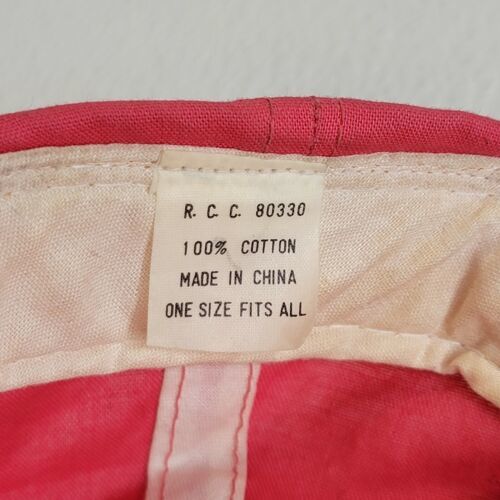 R. C. C. 80330
100% COTTON
MADE IN CHINA
ONE SIZE FITS ALL